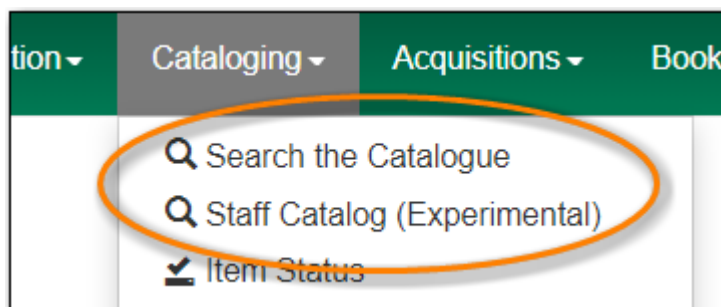 tion Cataloging Acquisitions Book
Search the Catalogue
Staff Catalog (Experimental)
Item Status